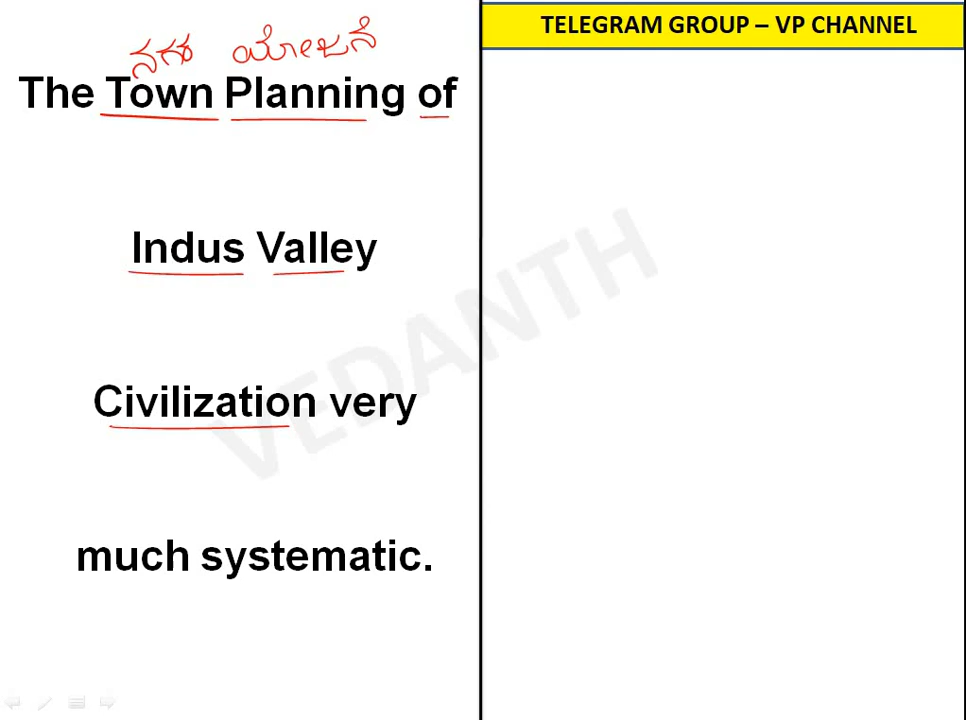 ನಗರ ಯೋಜನೆ
The Town Planning of
Indus Valley
Civilization very
much systematic.
TELEGRAM GROUP – VP CHANNEL
VEDANTH